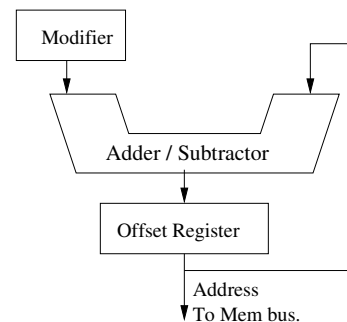 Modifier
Adder / Subtractor
Offset Register
Address
To Mem bus.